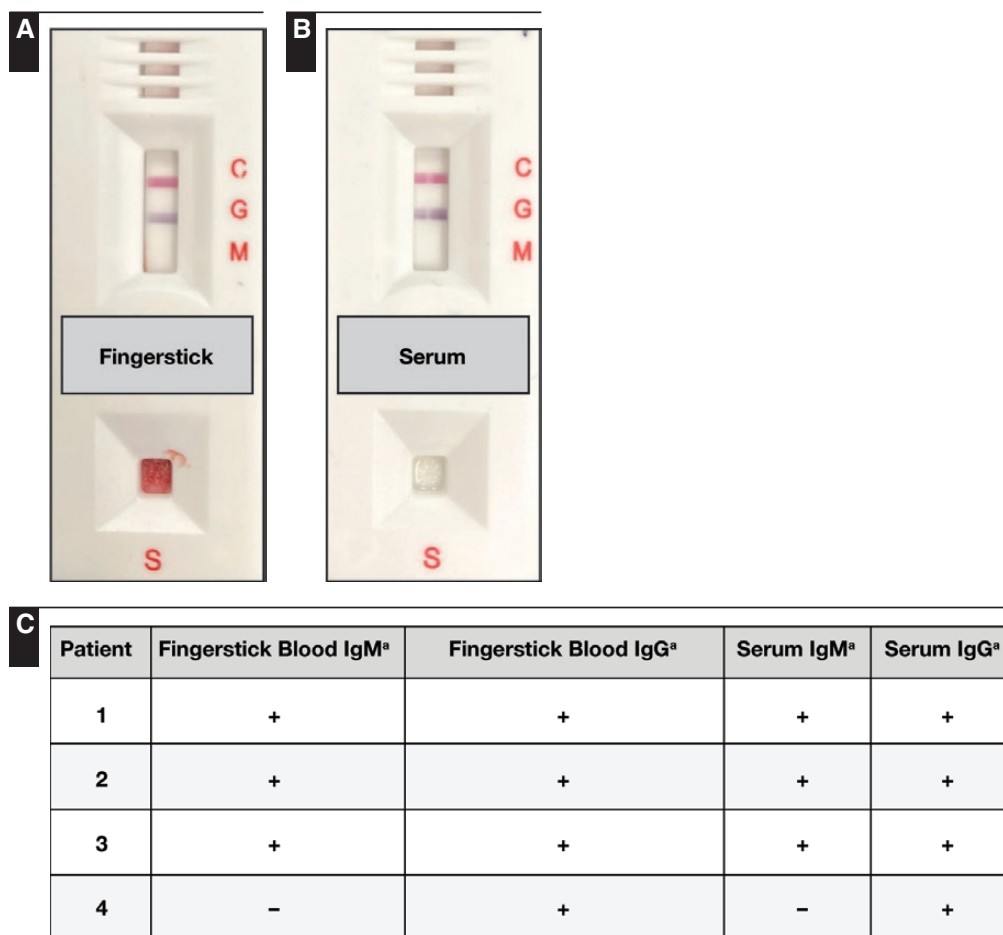 A
B
C
G
M
Fingerstick
S
C
G
M
Serum
S
C
Patient Fingerstick Blood IgMᵃ Fingerstick Blood IgGᵃ Serum IgMᵃ Serum IgGᵃ
1 + + + +
2 + + + +
3 + + + +
4 − + − +